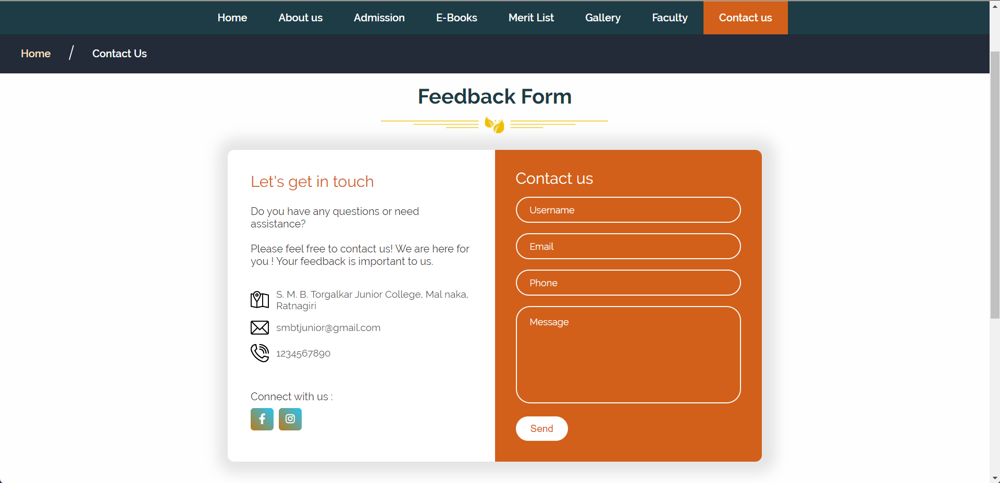 Home About us Admission E-Books Merit List Gallery Faculty Contact us
Home / Contact Us
Feedback Form
Let's get in touch
Do you have any questions or need
assistance?
Please feel free to contact us! We are here for
you ! Your feedback is important to us.
S. M. B. Torgalkar Junior College, Mal naka,
Ratnagiri
smbtjunior@gmail.com
1234567890
Connect with us :
Contact us
Username
Email
Phone
Message
Send